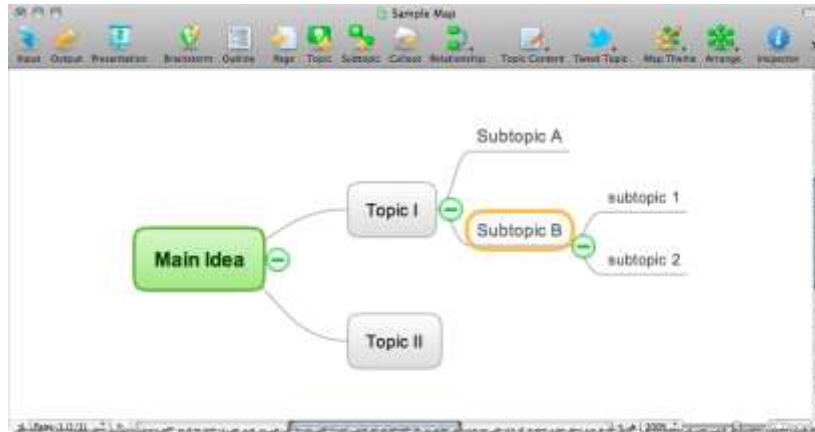 Sample Map
Input Output Presentation Brainstorm Outline Page Topic Subtopic Callout Relationship Topic Content Tweet Topic Map Theme Arrange Inspector
Subtopic A
subtopic 1
Topic I
Subtopic B
Main Idea
subtopic 2
Topic II
200%